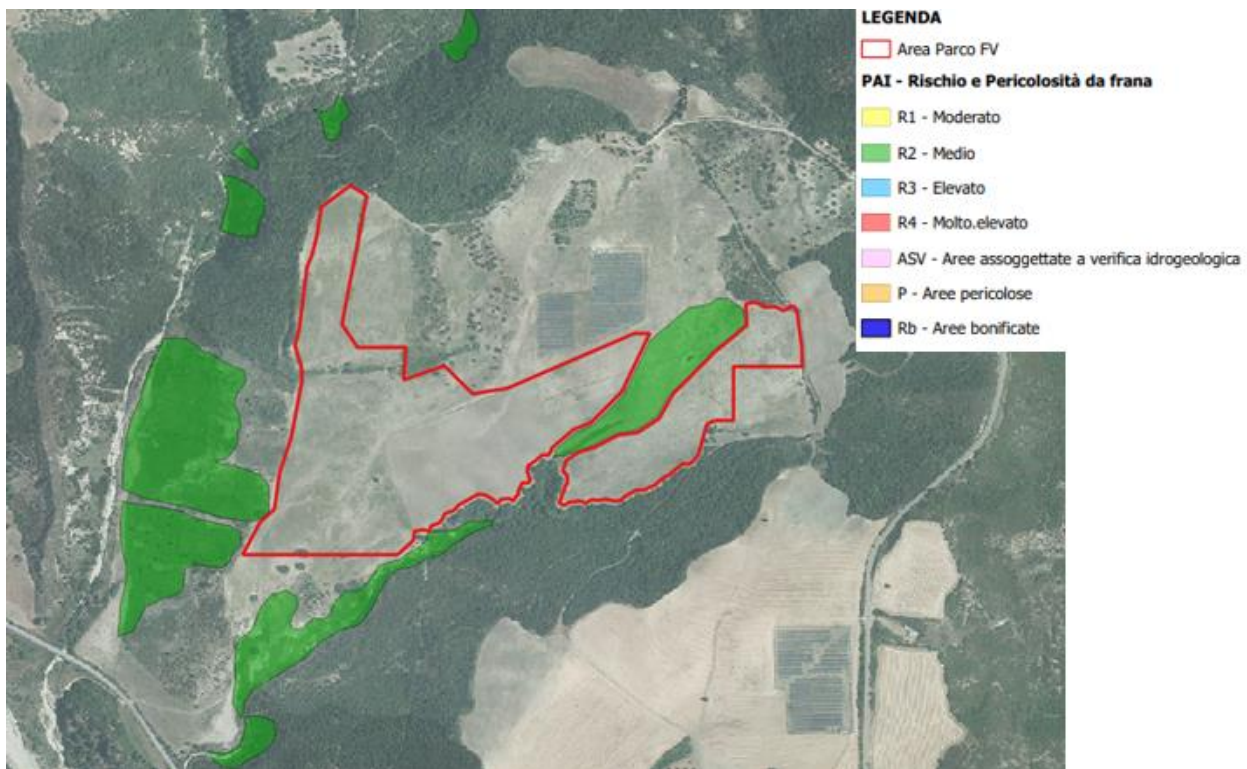 LEGENDA
Area Parco FV
PAI - Rischio e Pericolosità da frana
R1 - Moderato
R2 - Medio
R3 - Elevato
R4 - Molto.elevato
ASV - Aree assoggettate a verifica idrogeologica
P - Aree pericolose
Rb - Aree bonificate